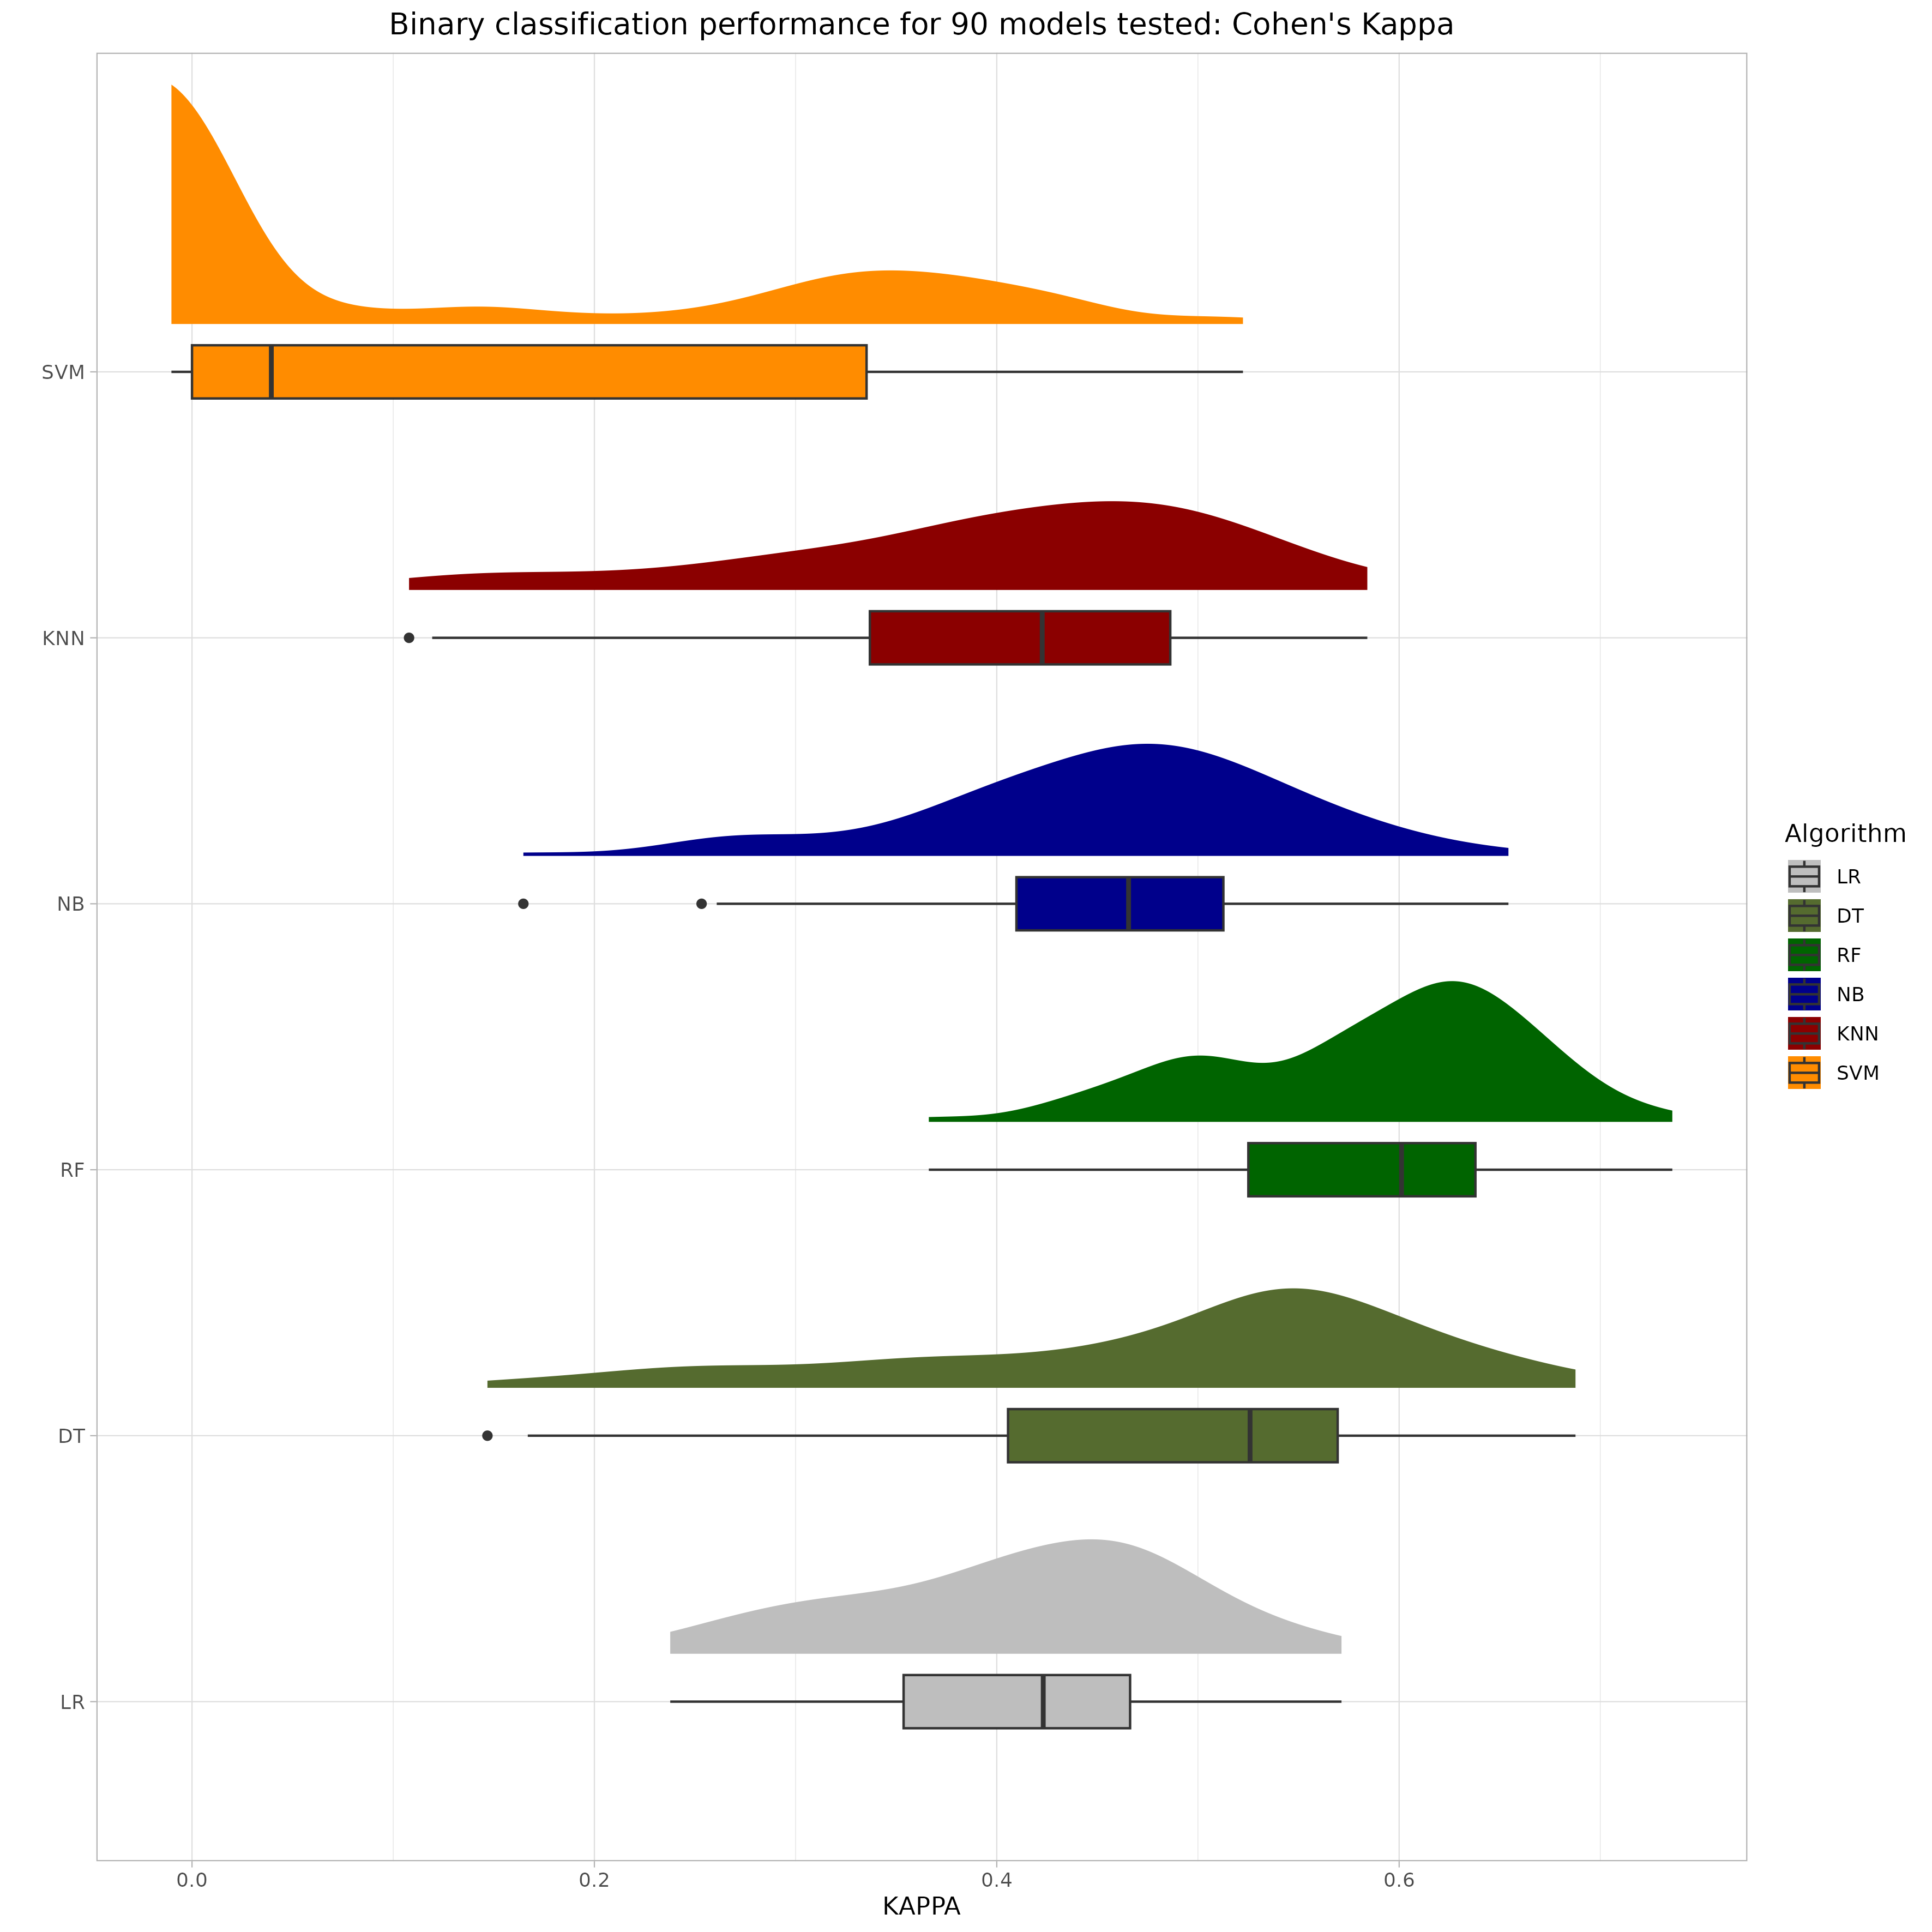 Binary classification performance for 90 models tested: Cohen's Kappa
SVM
KNN
NB
RF
DT
LR
0.0 0.2 0.4 0.6
KAPPA
Algorithm
LR
DT
RF
NB
KNN
SVM